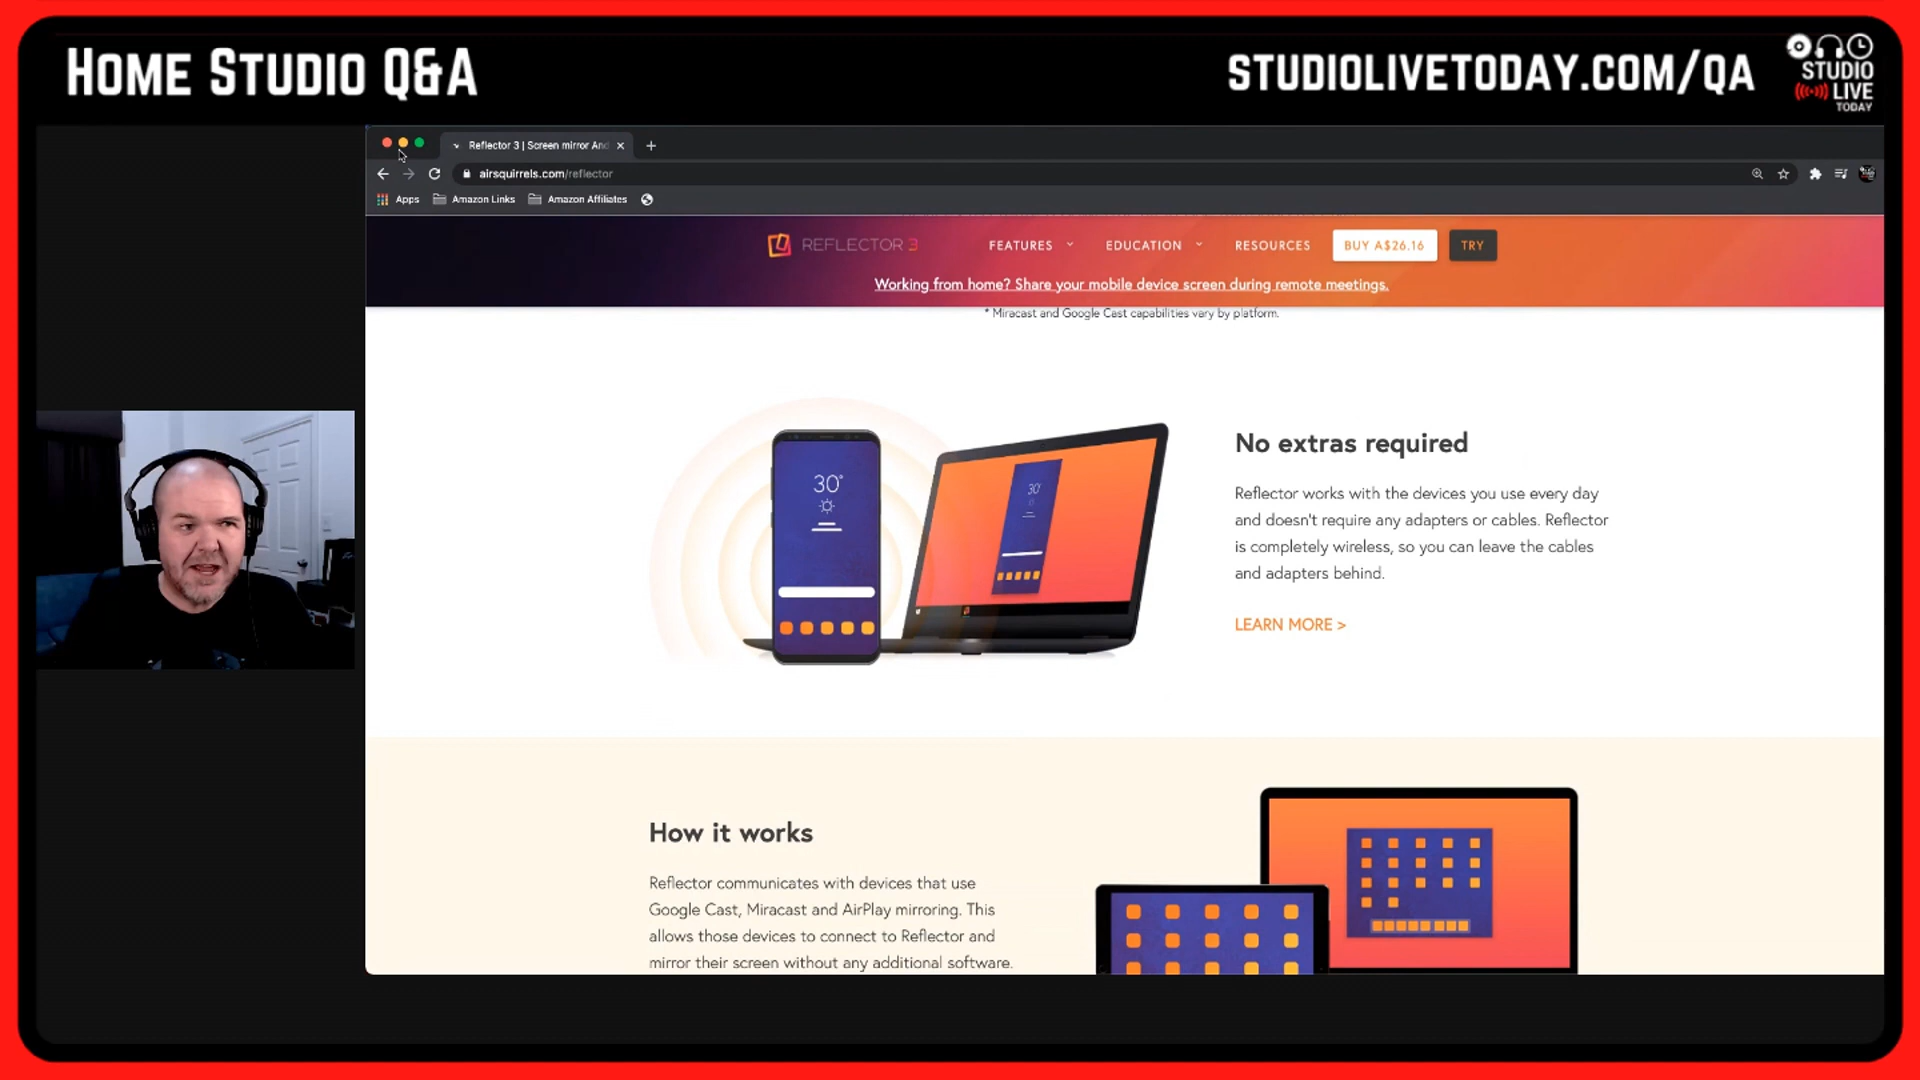 HOME STUDIO Q&A
STUDIOLIVETODAY.COM/QA
STUDIO
LIVE
TODAY
Reflector 3 | Screen mirror And
airsquirrels.com/reflector
Apps
Amazon Links
Amazon Affiliates
REFLECTOR 3
FEATURES
EDUCATION
RESOURCES
BUY A$26.16
TRY
Working from home? Share your mobile device screen during remote meetings.
* Miracast and Google Cast capabilities vary by platform.
30°
30°
No extras required
Reflector works with the devices you use every day
and doesn't require any adapters or cables. Reflector
is completely wireless, so you can leave the cables
and adapters behind.
LEARN MORE >
How it works
Reflector communicates with devices that use
Google Cast, Miracast and AirPlay mirroring. This
allows those devices to connect to Reflector and
mirror their screen without any additional software.